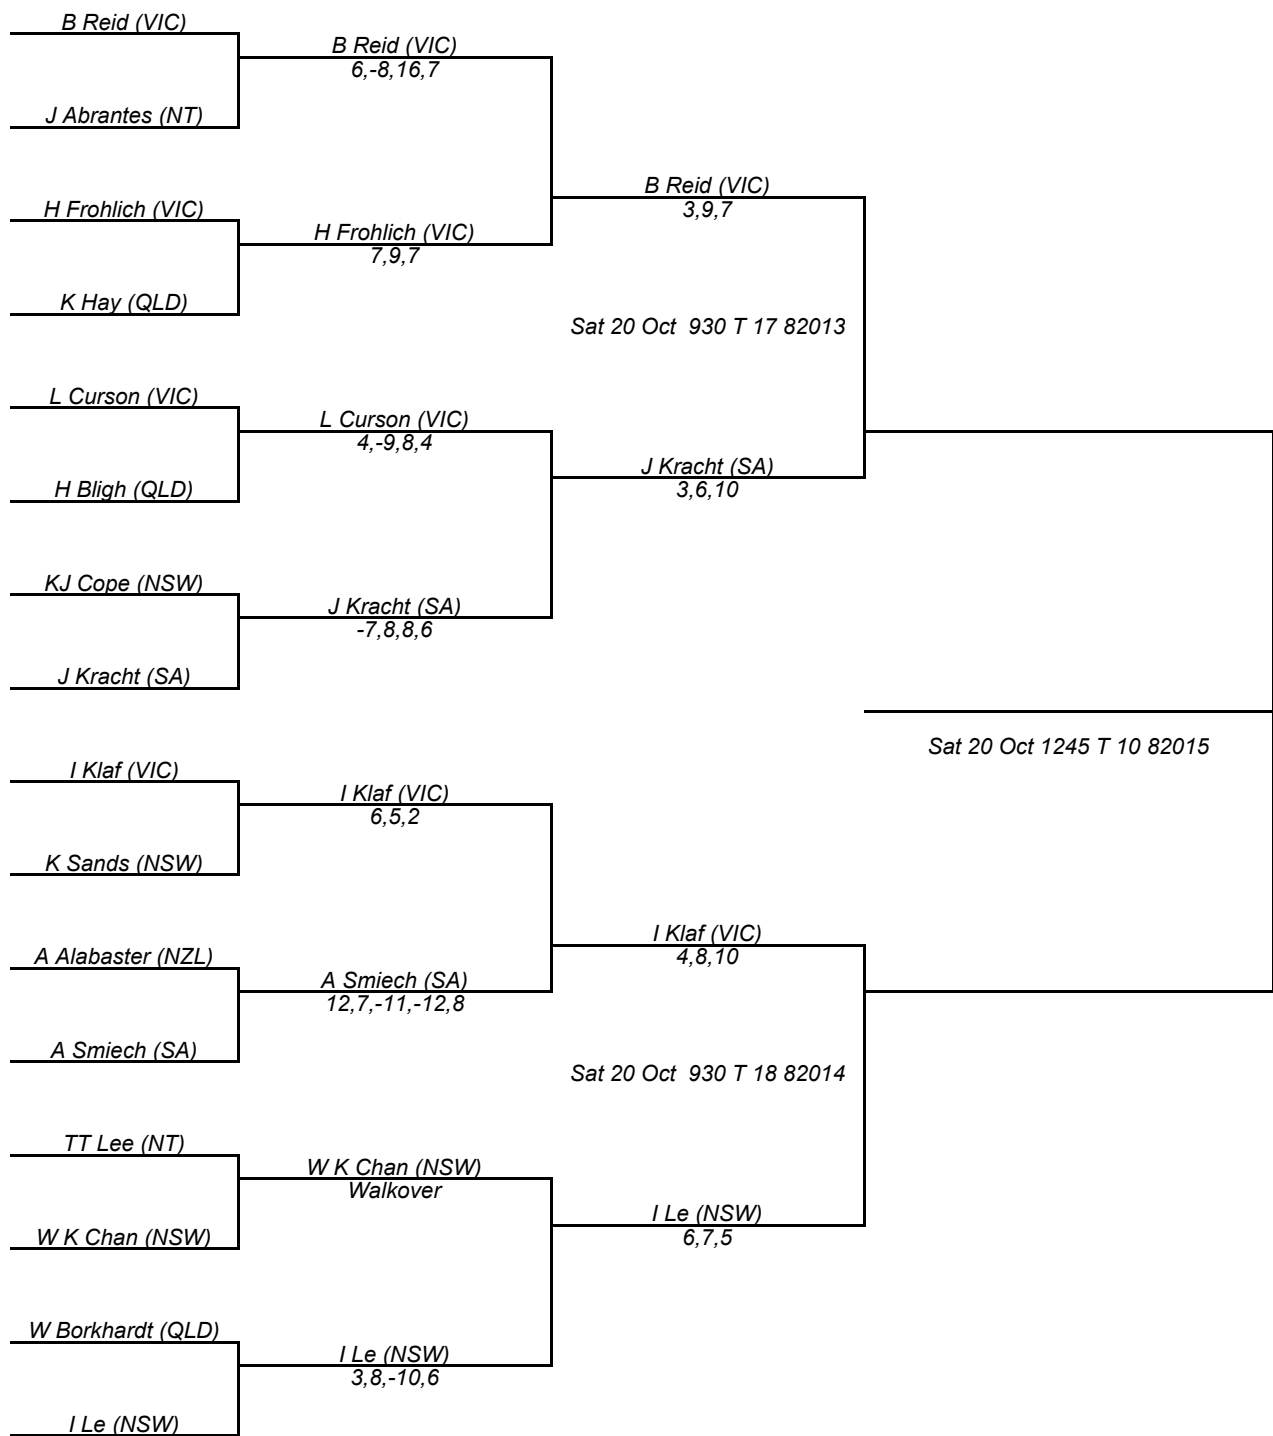 B Reid (VIC)
B Reid (VIC)
6,-8,16,7
J Abrantes (NT)
B Reid (VIC)
3,9,7
H Frohlich (VIC)
H Frohlich (VIC)
7,9,7
K Hay (QLD)
Sat 20 Oct  930 T 17 82013
L Curson (VIC)
L Curson (VIC)
4,-9,8,4
J Kracht (SA)
3,6,10
H Bligh (QLD)
KJ Cope (NSW)
J Kracht (SA)
-7,8,8,6
J Kracht (SA)
Sat 20 Oct 1245 T 10 82015
I Klaf (VIC)
I Klaf (VIC)
6,5,2
K Sands (NSW)
I Klaf (VIC)
4,8,10
A Alabaster (NZL)
A Smiech (SA)
12,7,-11,-12,8
A Smiech (SA)
Sat 20 Oct  930 T 18 82014
TT Lee (NT)
W K Chan (NSW)
Walkover
I Le (NSW)
6,7,5
W K Chan (NSW)
W Borkhardt (QLD)
I Le (NSW)
3,8,-10,6
I Le (NSW)